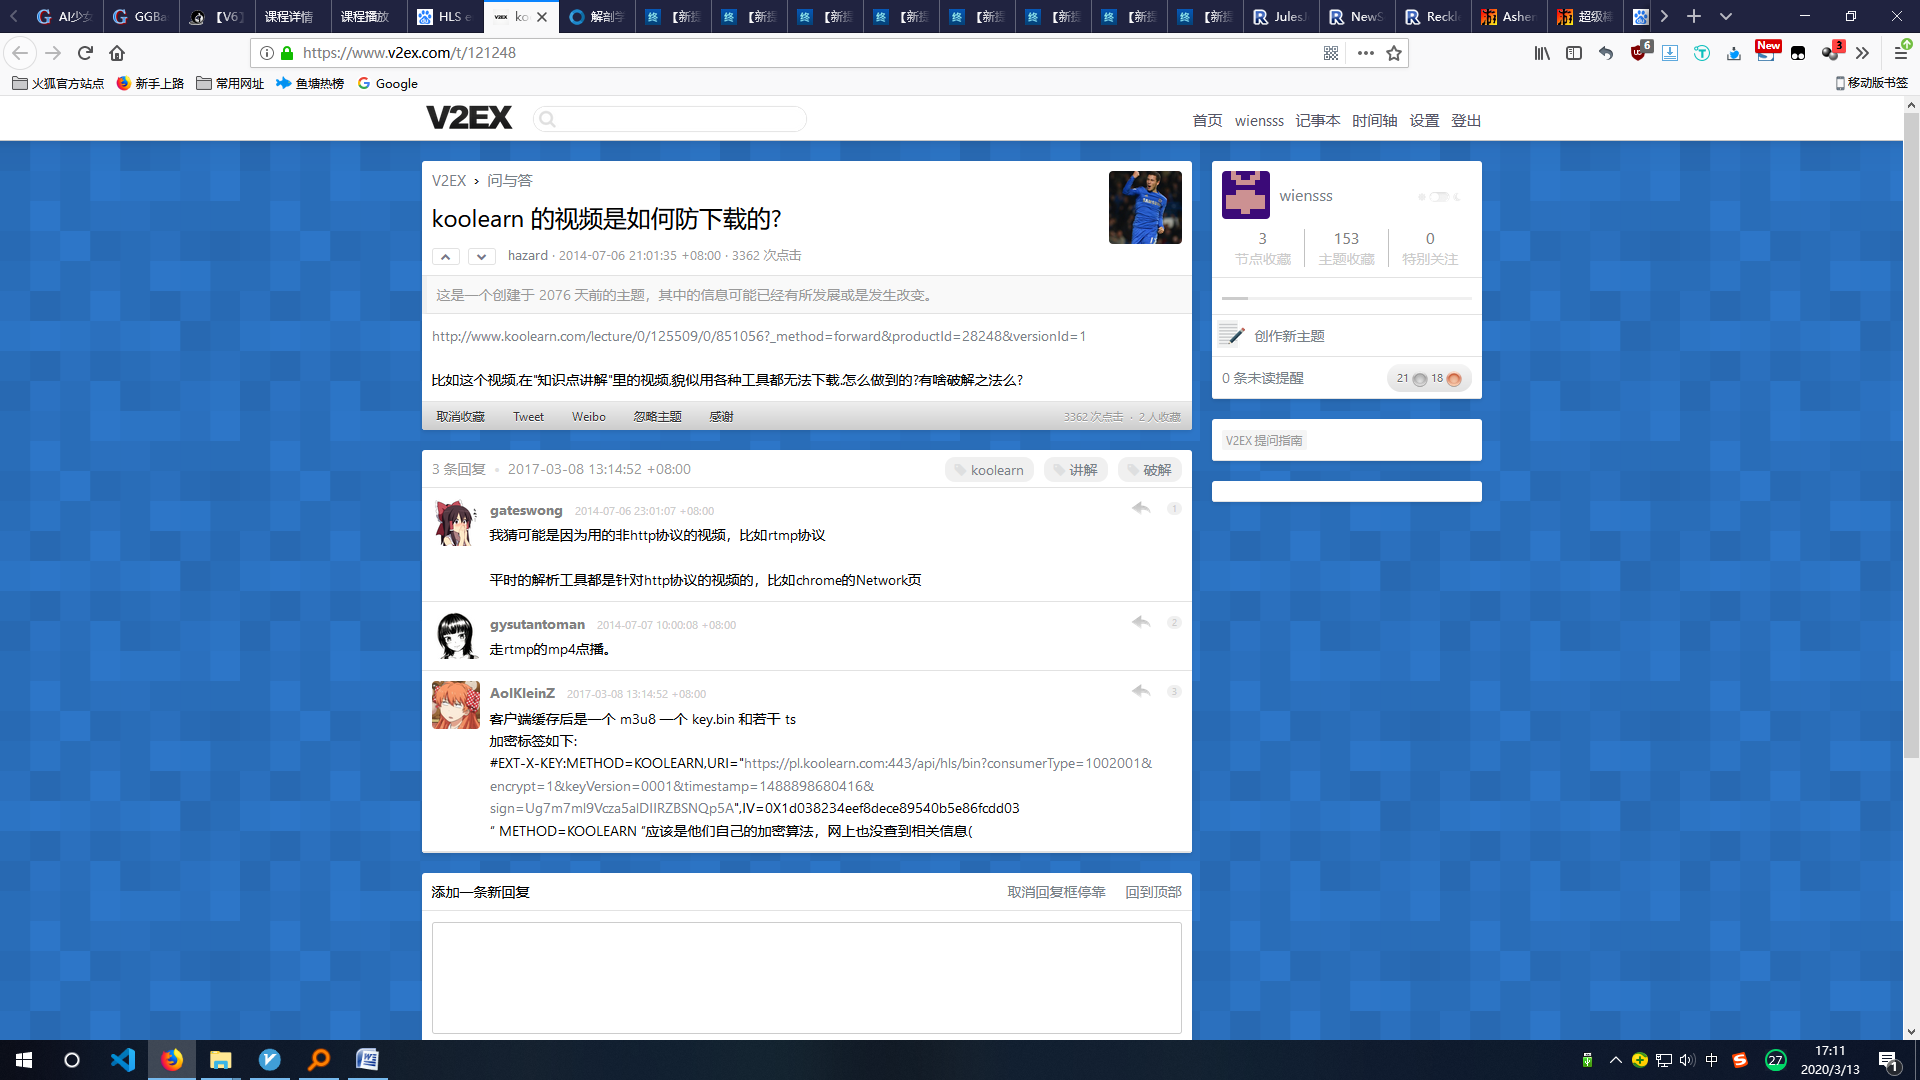 AI少女
GGBa
【V6】
课程详情
课程播放
HLS e
ko
解剖学
【新提
【新提
【新提
【新提
【新提
【新提
【新提
【新提
JulesJ
NewS
Reckl
Ashen
超级棒
https://www.v2ex.com/t/121248
6
New
3
火狐官方站点
新手上路
常用网址
鱼塘热榜
Google
移动版书签
V2EX
首页 wiensss 记事本 时间轴 设置 登出
V2EX › 问与答
koolearn 的视频是如何防下载的?
hazard · 2014-07-06 21:01:35 +08:00 · 3362 次点击
这是一个创建于 2076 天前的主题，其中的信息可能已经有所发展或是发生改变。
http://www.koolearn.com/lecture/0/125509/0/851056?_method=forward&productId=28248&versionId=1
比如这个视频,在"知识点讲解"里的视频,貌似用各种工具都无法下载.怎么做到的?有啥破解之法么?
取消收藏 Tweet Weibo 忽略主题 感谢 3362 次点击 · 2 人收藏
3 条回复 • 2017-03-08 13:14:52 +08:00 koolearn 讲解 破解
gateswong 2014-07-06 23:01:07 +08:00 1
我猜可能是因为用的非http协议的视频，比如rtmp协议
平时的解析工具都是针对http协议的视频的，比如chrome的Network页
gysutantoman 2014-07-07 10:00:08 +08:00 2
走rtmp的mp4点播。
AolKleinZ 2017-03-08 13:14:52 +08:00 3
客户端缓存后是一个 m3u8 一个 key.bin 和若干 ts
加密标签如下:
#EXT-X-KEY:METHOD=KOOLEARN,URI="https://pl.koolearn.com:443/api/hls/bin?consumerType=1002001&
encrypt=1&keyVersion=0001&timestamp=1488898680416&
sign=Ug7m7ml9Vcza5alDIIRZBSNQp5A",IV=0X1d038234eef8dece89540b5e86fcdd03
“ METHOD=KOOLEARN ”应该是他们自己的加密算法，网上也没查到相关信息(
添加一条新回复 取消回复框停靠 回到顶部
wiensss
3 153 0
节点收藏 主题收藏 特别关注
创作新主题
0 条未读提醒 21 18
V2EX 提问指南
中
27
17:11
2020/3/13
1